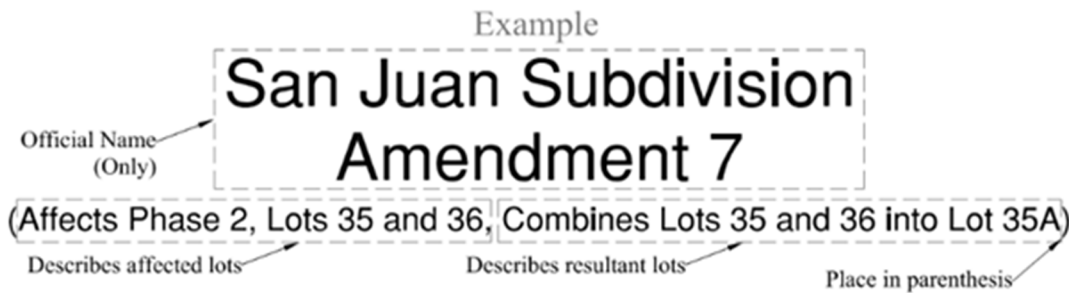 Example
San Juan Subdivision
Amendment 7
Official Name
(Only)
(Affects Phase 2, Lots 35 and 36, Combines Lots 35 and 36 into Lot 35A)
Describes affected lots
Describes resultant lots
Place in parenthesis